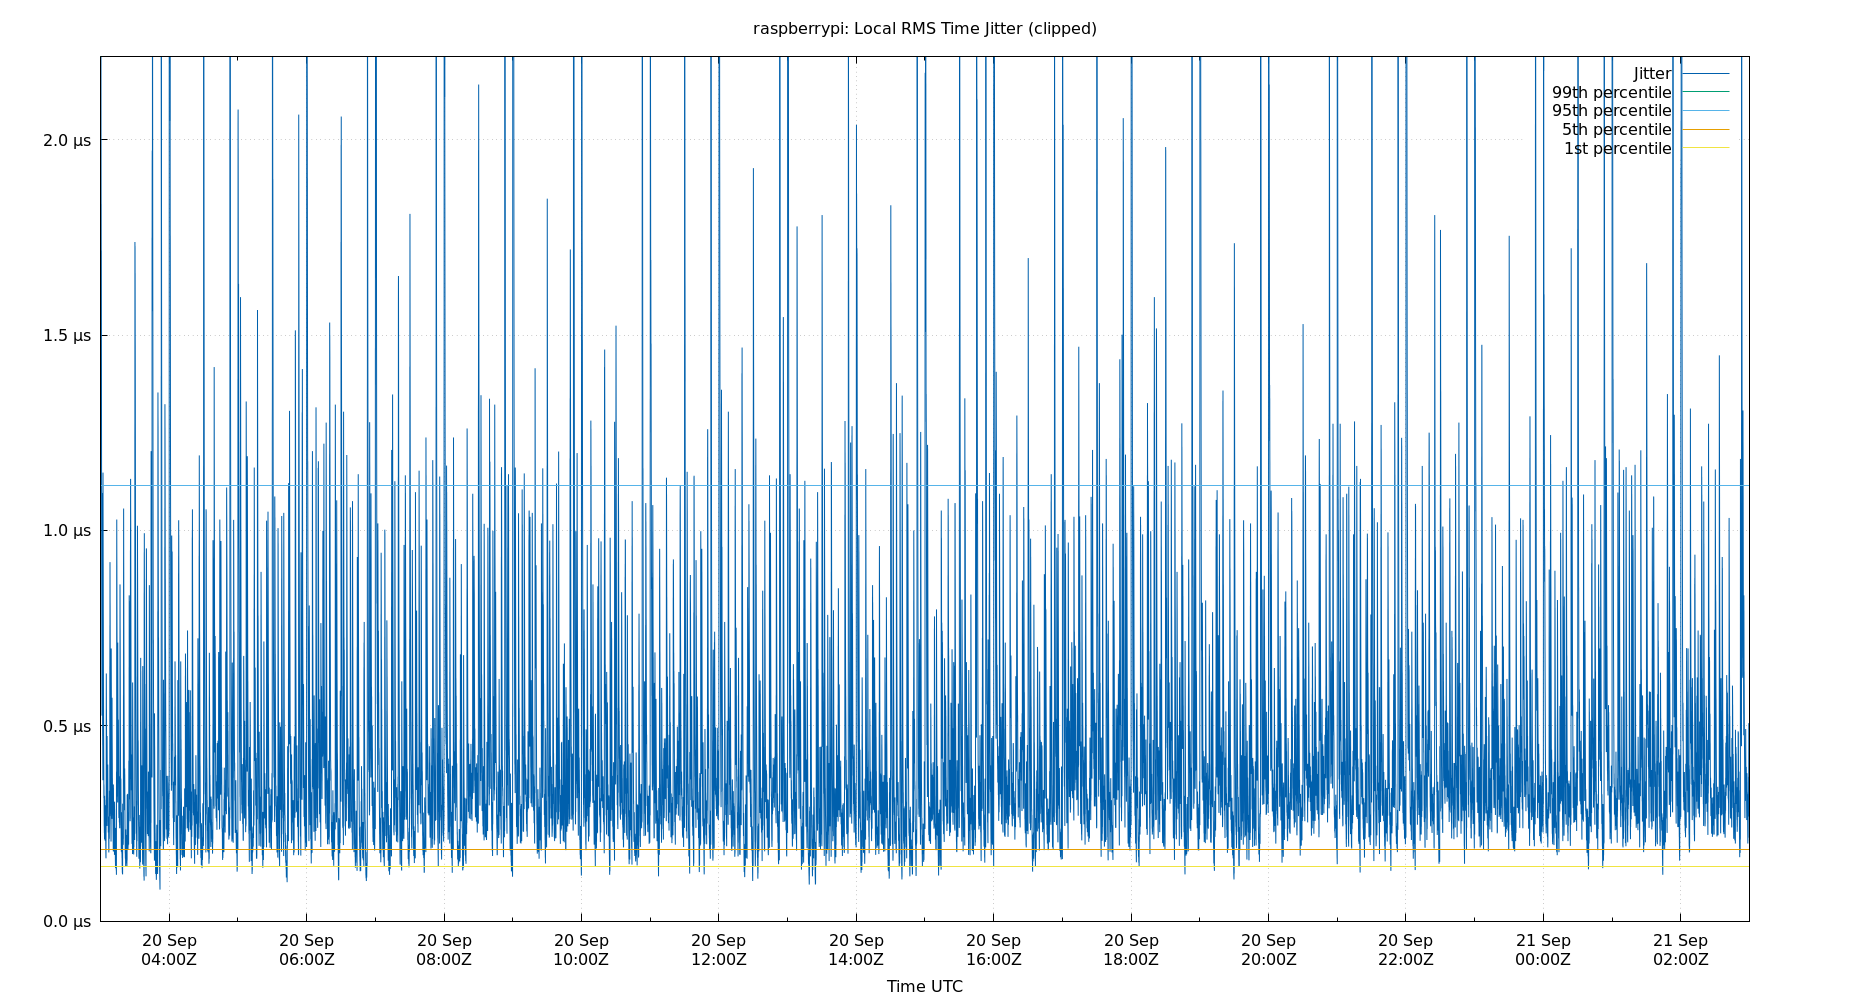 raspberrypi: Local RMS Time Jitter (clipped)
Jitter
99th percentile
95th percentile
5th percentile
1st percentile
2.0 μs
1.5 μs
1.0 μs
0.5 μs
0.0 μs
20 Sep 20 Sep 20 Sep 20 Sep 20 Sep 20 Sep 20 Sep 20 Sep 20 Sep 20 Sep 21 Sep 21 Sep
04:00Z 06:00Z 08:00Z 10:00Z 12:00Z 14:00Z 16:00Z 18:00Z 20:00Z 22:00Z 00:00Z 02:00Z
Time UTC